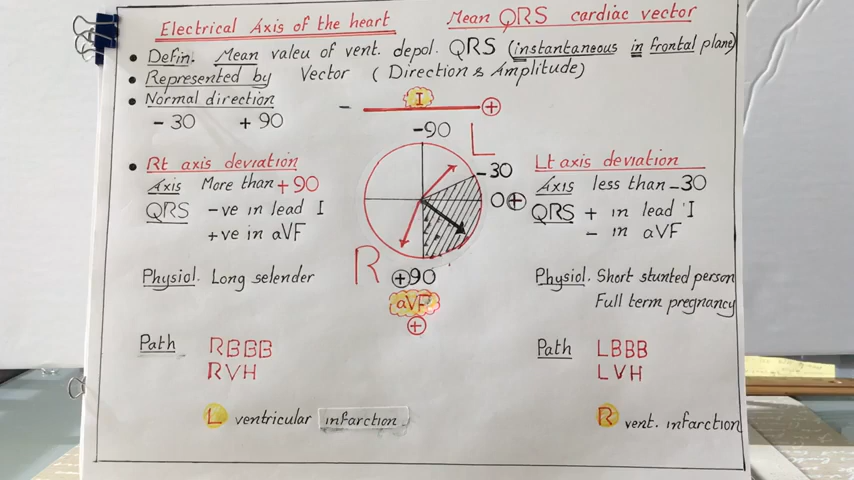 Electrical Axis of the heart Mean QRS cardiac vector
• Defin. Mean valeu of vent. depol. QRS (instantaneous in frontal plane)
• Represented by Vector (Direction & Amplitude)
• Normal direction
- 30 + 90
- I +
-90
L
-30
0 +
• Rt axis deviation
Axis More than +90
QRS -ve in lead I
+ve in aVF
Physiol. Long selender
Path RBBB
RVH
L ventricular infarction
R
+90
aVF
+
Lt axis deviation
Axis less than -30
QRS + in lead I
- in aVF
Physiol. Short stunted person
Full term pregnancy
Path LBBB
LVH
R vent. infarction